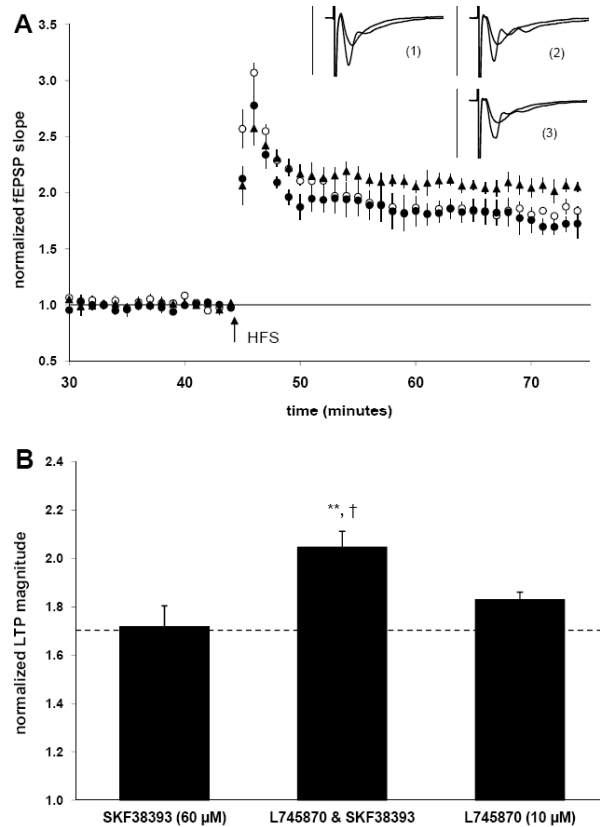 A
3.5
3.0
2.5
2.0
1.5
1.0
0.5
normalized fEPSP slope
(1)
(2)
(3)
HFS
30
40
50
60
70
time (minutes)
B
2.4
2.2
2.0
1.8
1.6
1.4
1.2
1.0
normalized LTP magnitude
**, †
SKF38393 (60 µM)
L745870 & SKF38393
L745870 (10 µM)